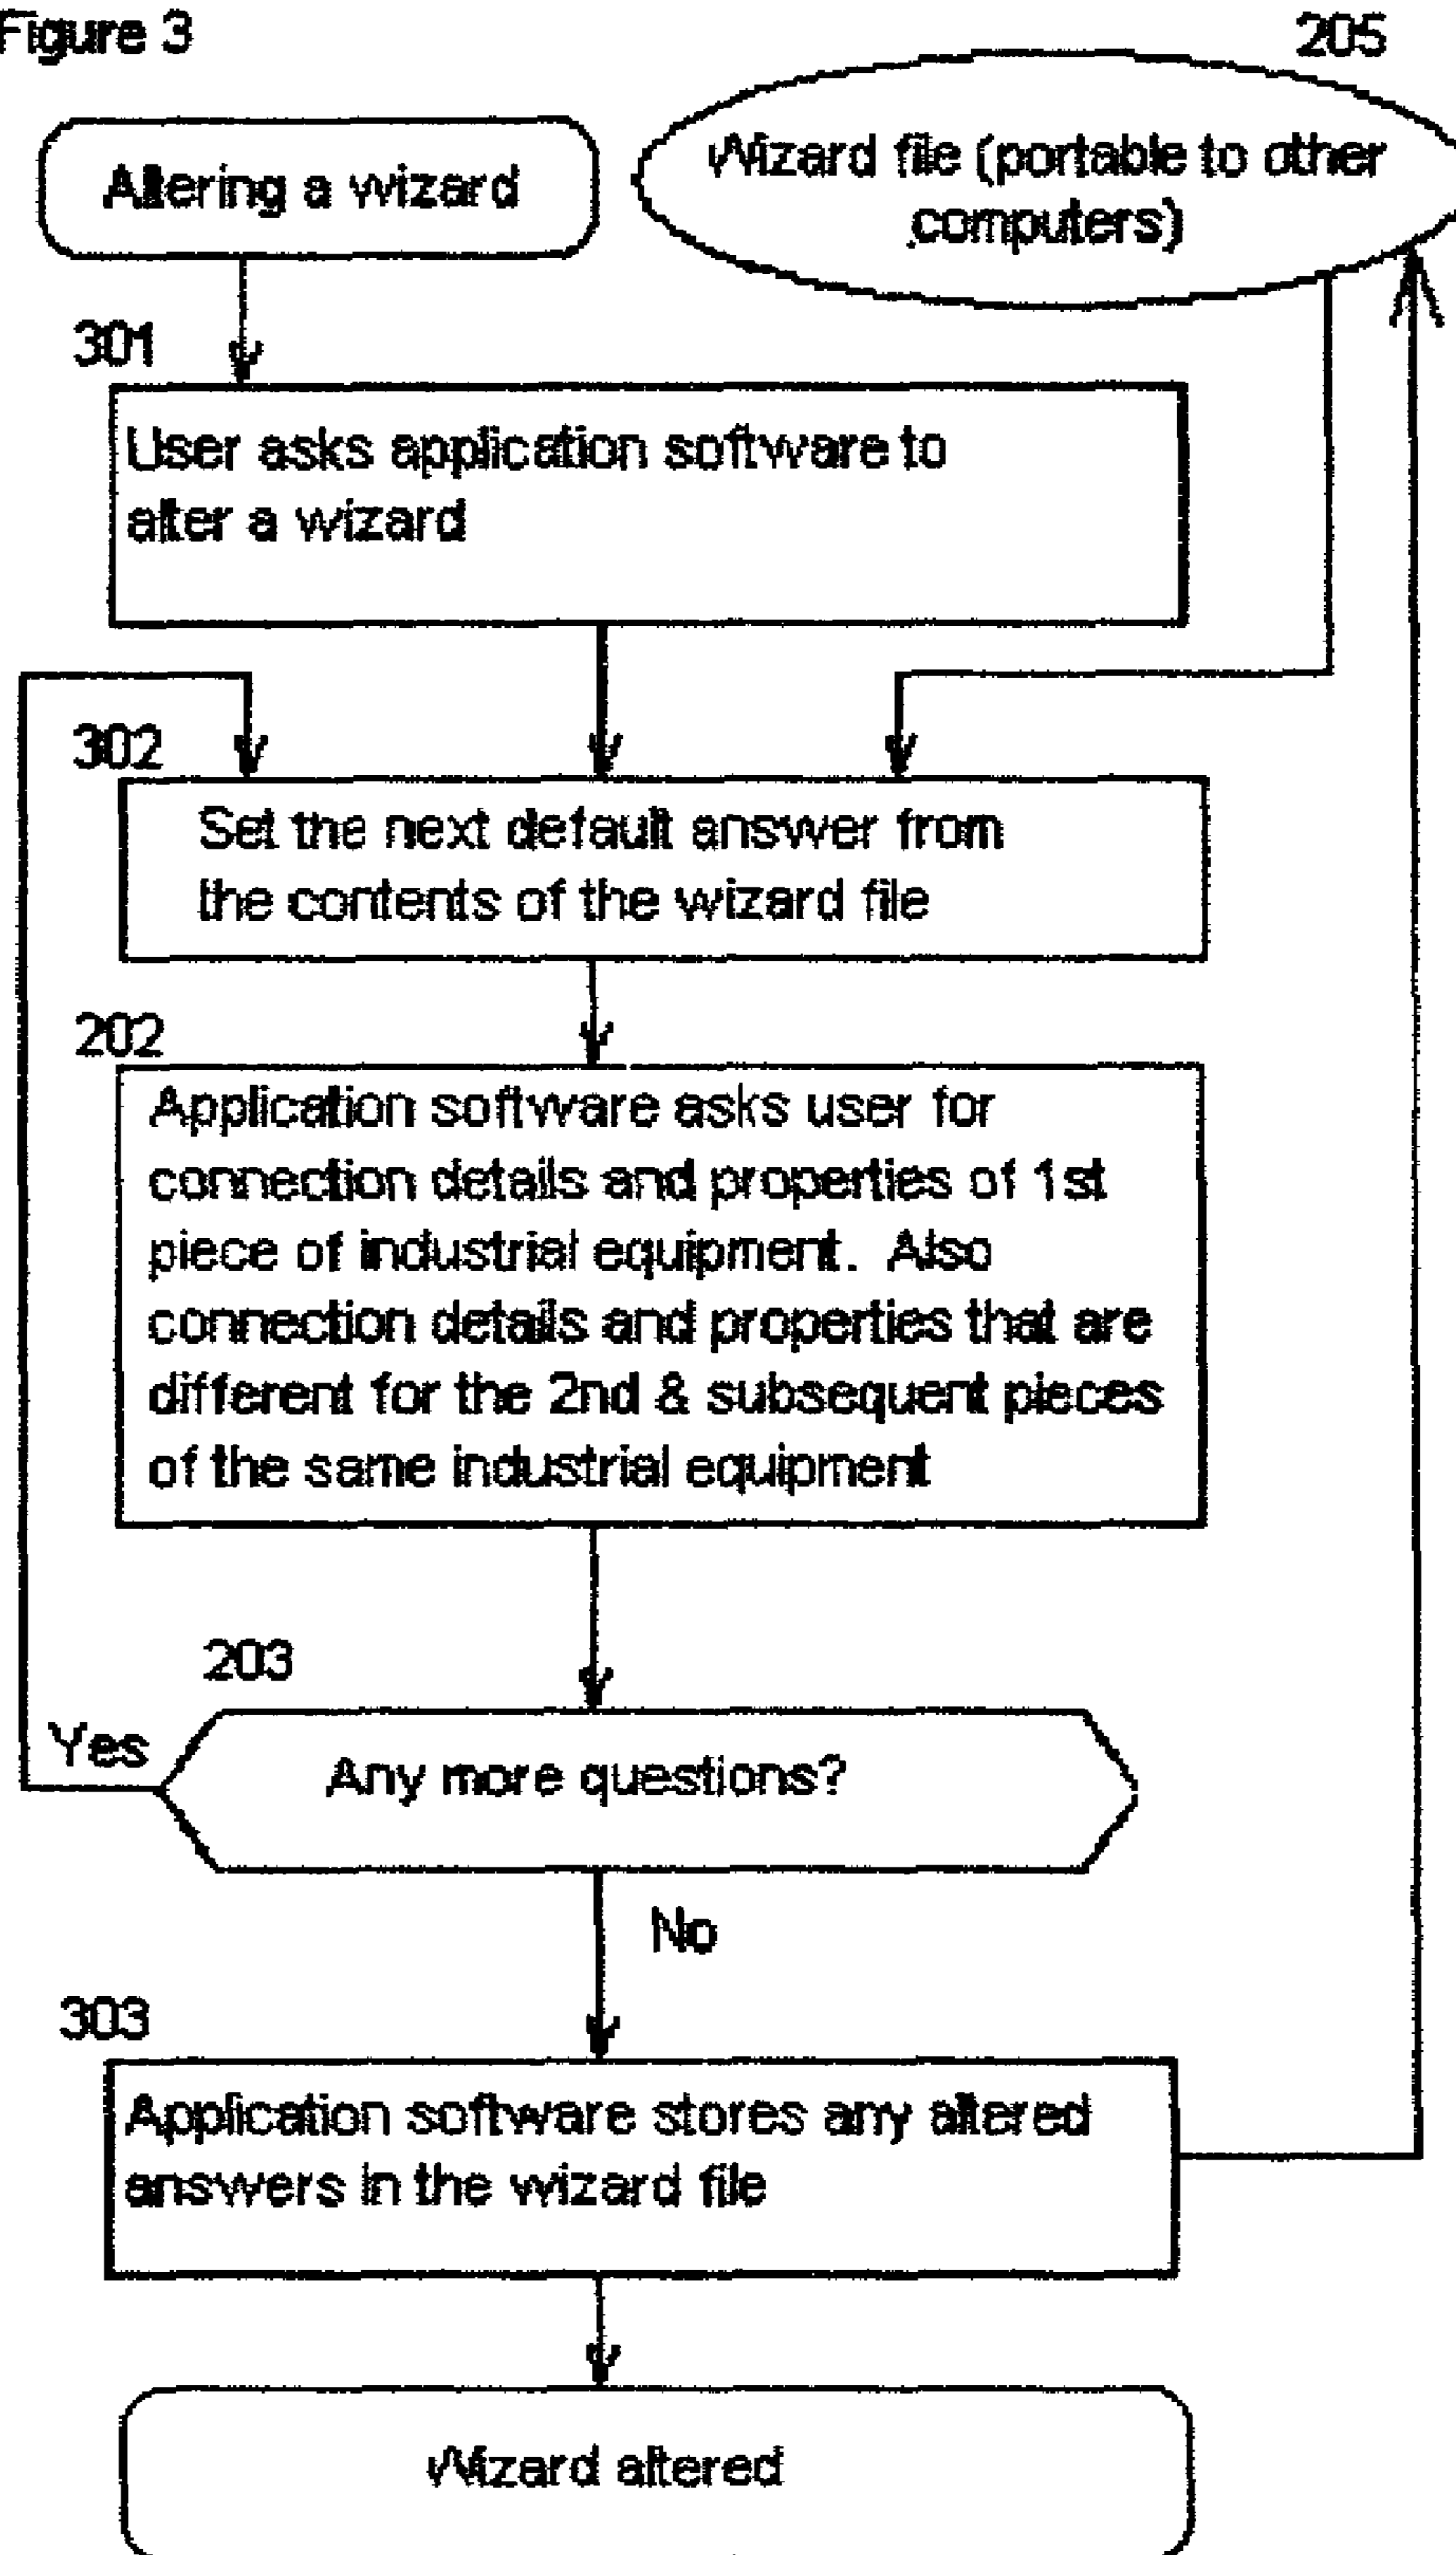 Figure 3
205
Altering a wizard
Wizard file (portable to other
computers)
301
User asks application software to
alter a wizard
302
Set the next default answer from
the contents of the wizard file
202
Application software asks user for
connection details and properties of 1st
piece of industrial equipment. Also
connection details and properties that are
different for the 2nd & subsequent pieces
of the same industrial equipment
203
Yes
Any more questions?
No
303
Application software stores any altered
answers in the wizard file
Wizard altered